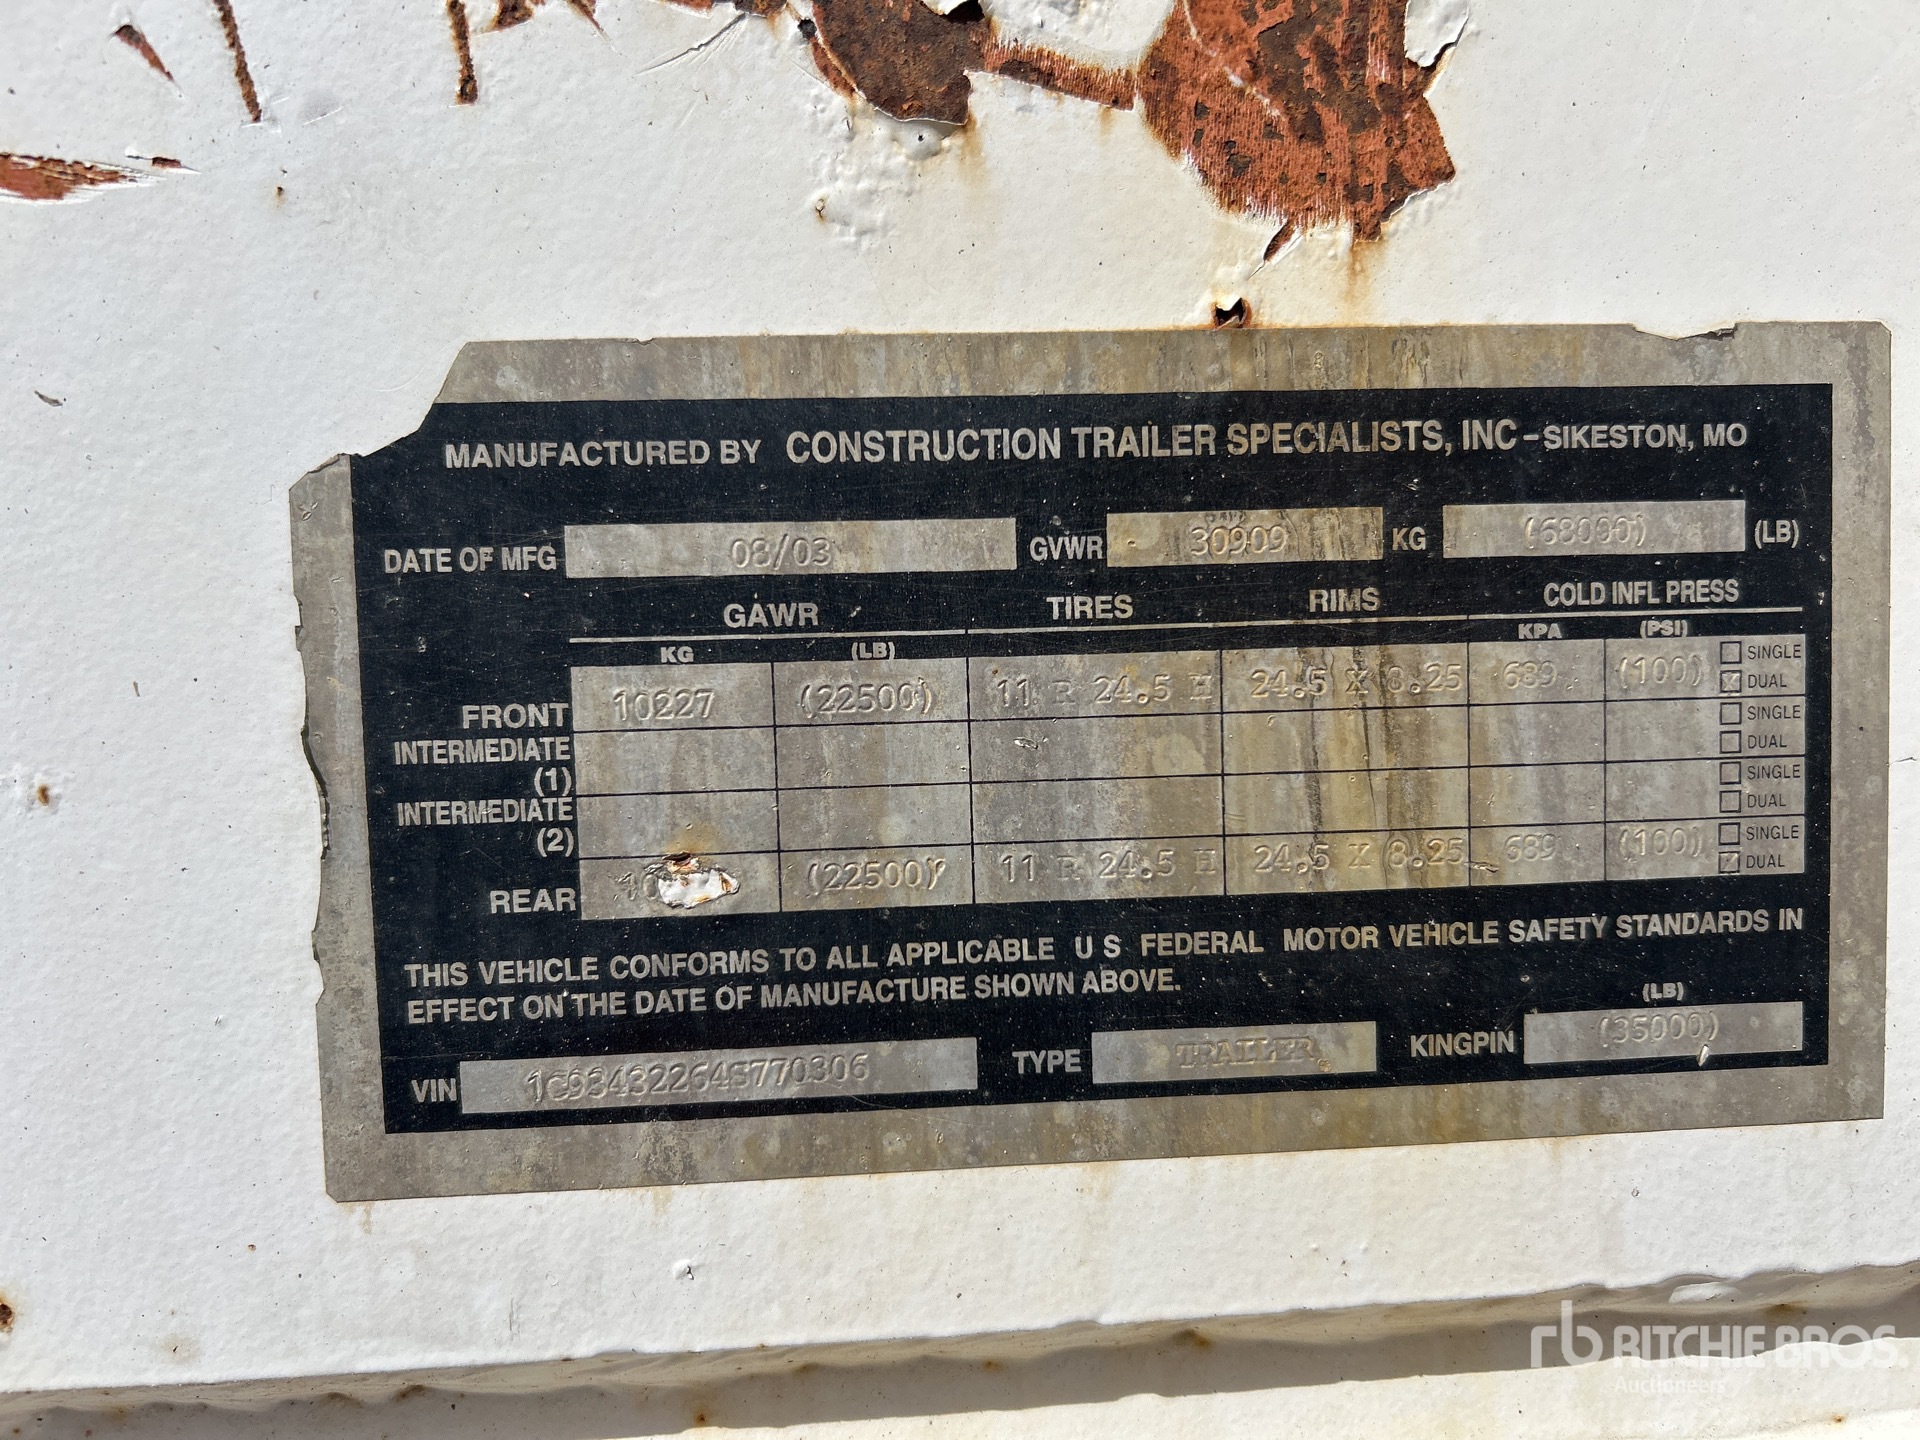 MANUFACTURED BY CONSTRUCTION TRAILER SPECIALISTS, INC - SIKESTON, MO
DATE OF MFG 08/03 GVWR 30909 KG (68000) (LB)
GAWR TIRES RIMS COLD INFL PRESS
KG (LB) KPA (PSI)
FRONT 10227 (22500) 11 R 24.5 H 24.5 X 8.25 689 (100) SINGLE
X DUAL
INTERMEDIATE (1) SINGLE
DUAL
INTERMEDIATE (2) SINGLE
DUAL
REAR (22500) 11 R 24.5 H 24.5 X 8.25 689 (100) SINGLE
DUAL
THIS VEHICLE CONFORMS TO ALL APPLICABLE U S FEDERAL MOTOR VEHICLE SAFETY STANDARDS IN
EFFECT ON THE DATE OF MANUFACTURE SHOWN ABOVE.
VIN 1C93432264S770306 TYPE TRAILER KINGPIN (35000) (LB)
rb RITCHIE BROS
Auctioneers